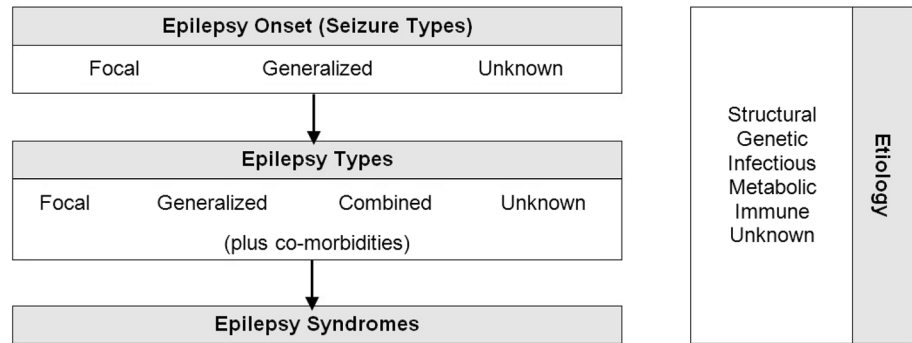 Epilepsy Onset (Seizure Types)
Focal Generalized Unknown
Epilepsy Types
Focal Generalized Combined Unknown
(plus co-morbidities)
Epilepsy Syndromes
Structural
Genetic
Infectious
Metabolic
Immune
Unknown
Etiology